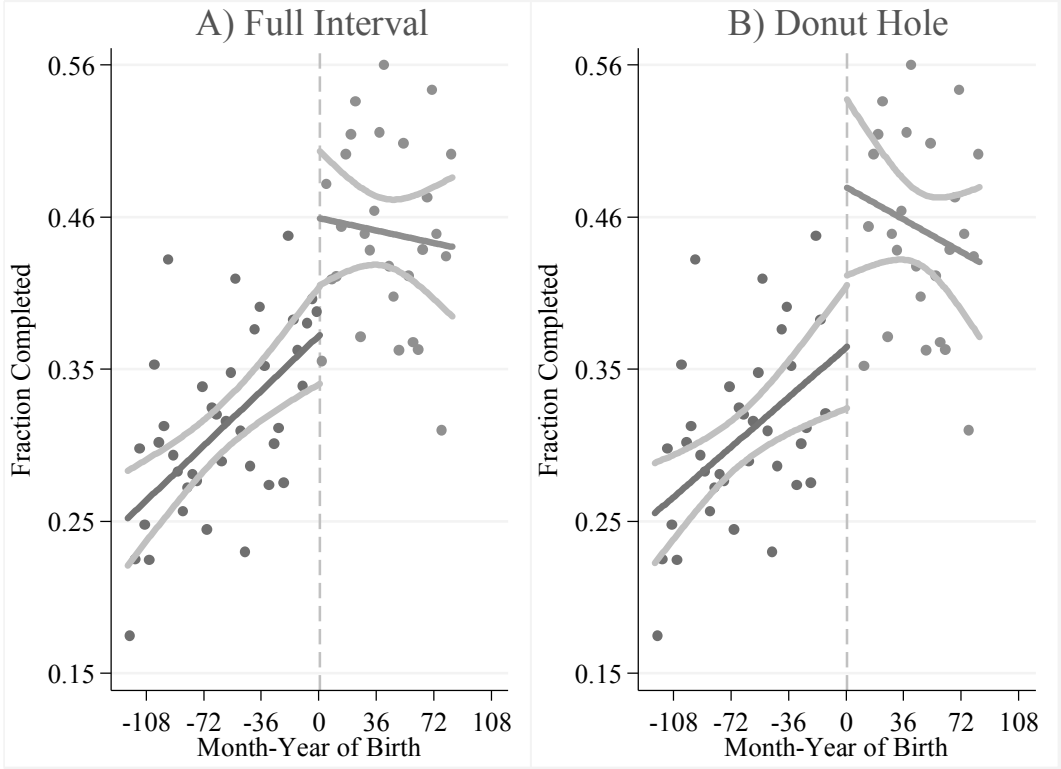 A) Full Interval
0.56
0.46
0.35
0.25
0.15
Fraction Completed
-108 -72 -36 0 36 72 108
Month-Year of Birth
B) Donut Hole
0.56
0.46
0.35
0.25
0.15
Fraction Completed
-108 -72 -36 0 36 72 108
Month-Year of Birth